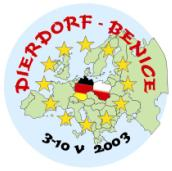 DIERDORF - BENICE
3-10 V 2003